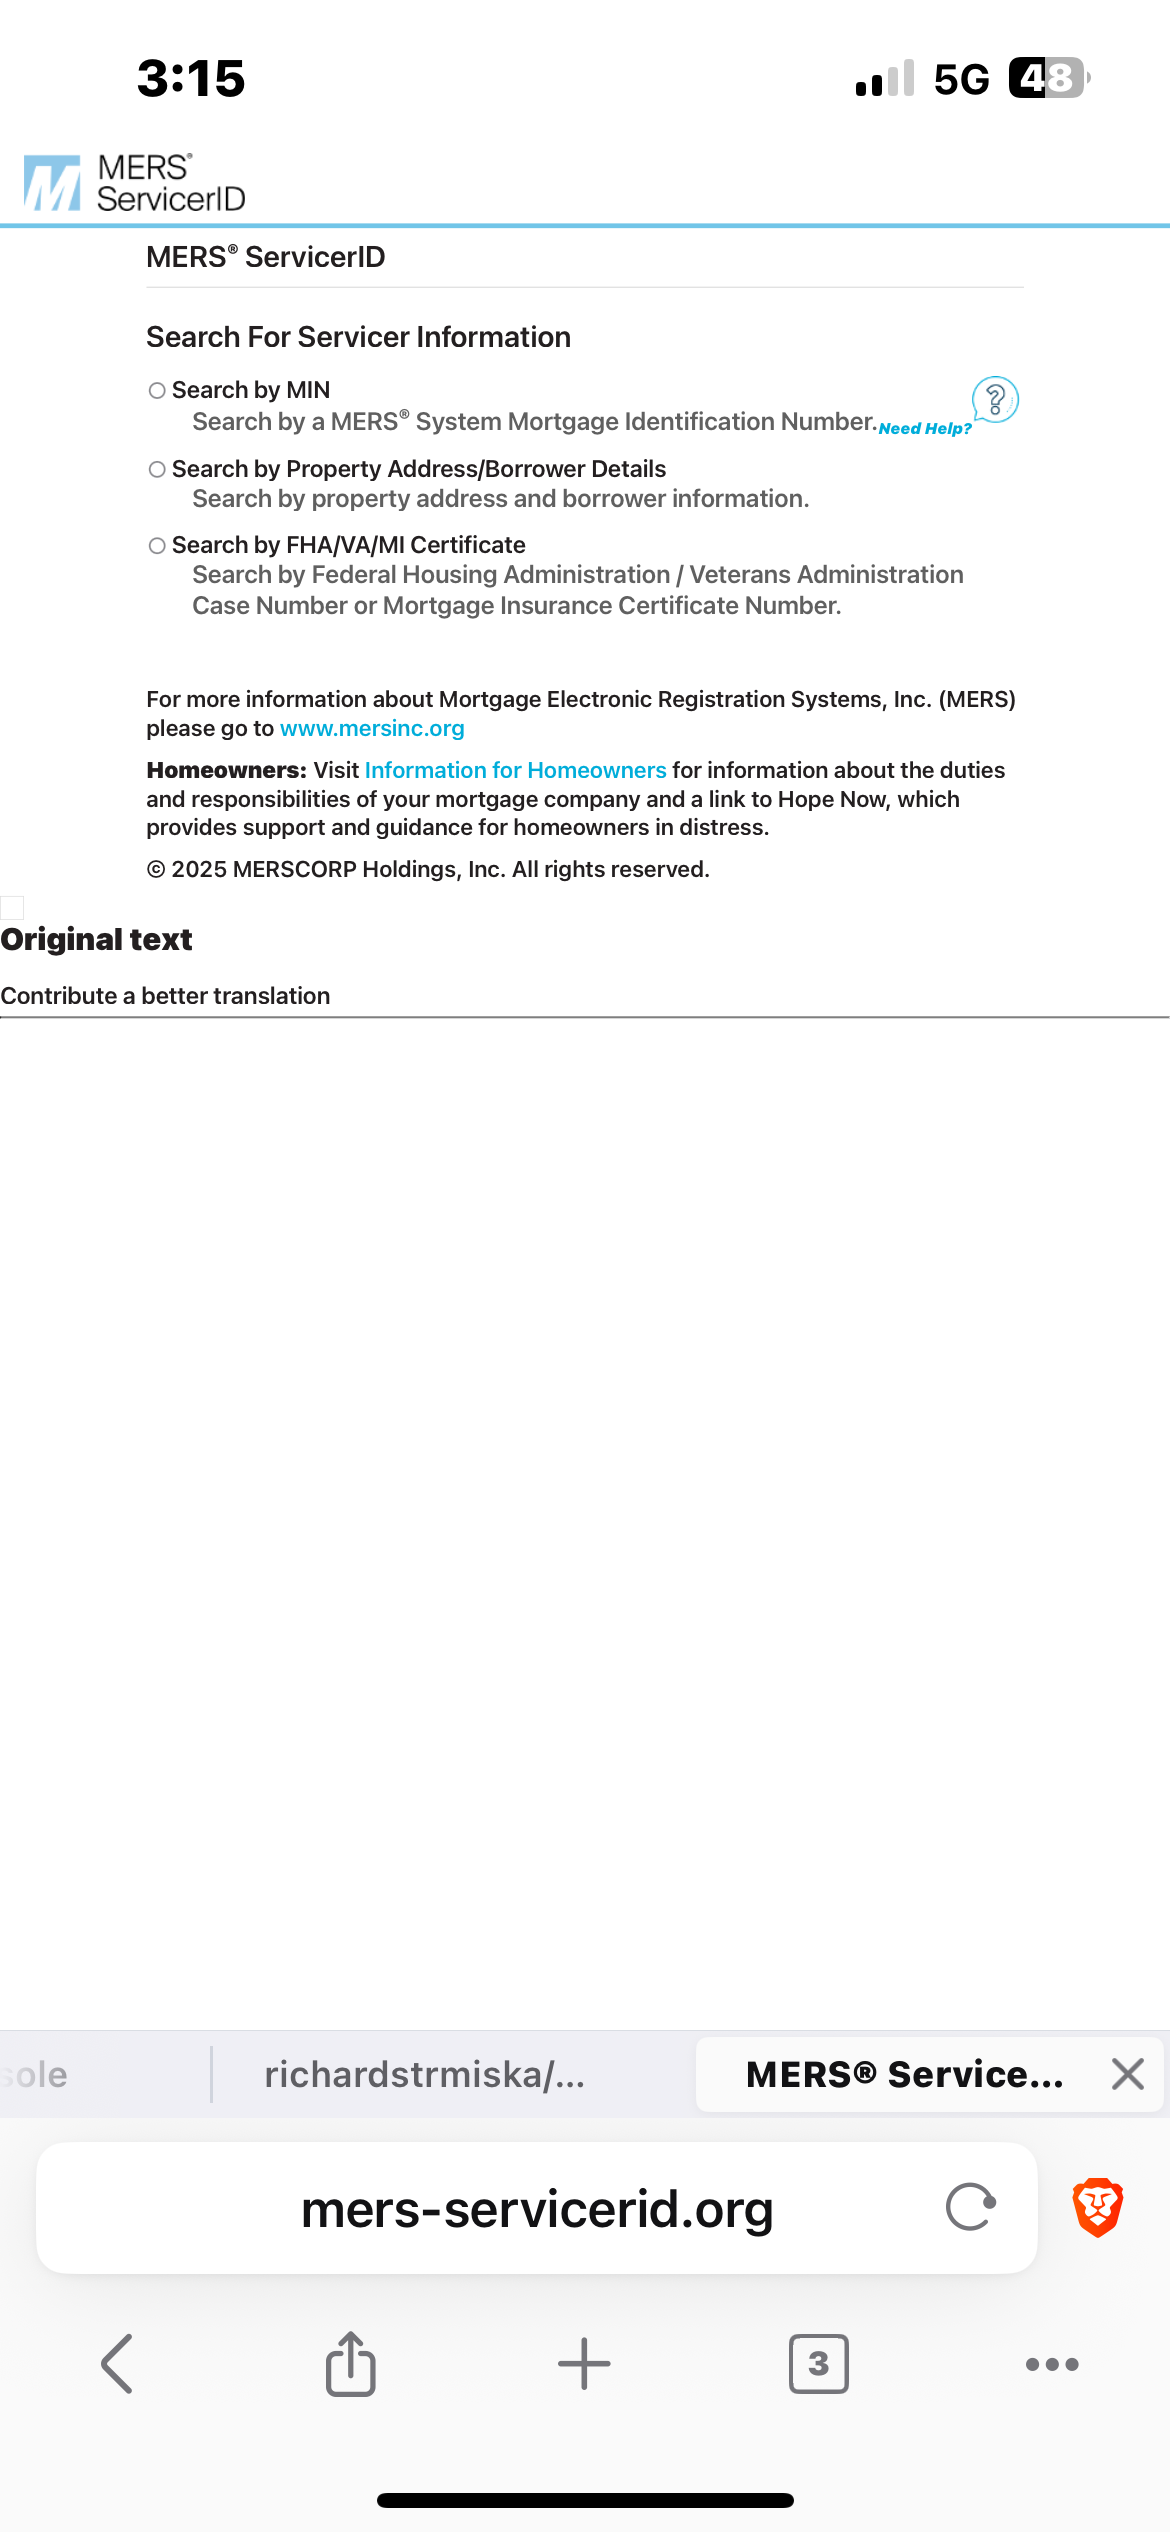 3:15
5G 48
MERS®
ServicerID
MERS® ServicerID
Search For Servicer Information
Search by MIN
Search by a MERS® System Mortgage Identification Number.
Need Help?
Search by Property Address/Borrower Details
Search by property address and borrower information.
Search by FHA/VA/MI Certificate
Search by Federal Housing Administration / Veterans Administration
Case Number or Mortgage Insurance Certificate Number.
For more information about Mortgage Electronic Registration Systems, Inc. (MERS)
please go to www.mersinc.org
Homeowners: Visit Information for Homeowners for information about the duties
and responsibilities of your mortgage company and a link to Hope Now, which
provides support and guidance for homeowners in distress.
© 2025 MERSCORP Holdings, Inc. All rights reserved.
Original text
Contribute a better translation
sole
richardstrmiska/...
MERS® Service...
mers-servicerid.org
3